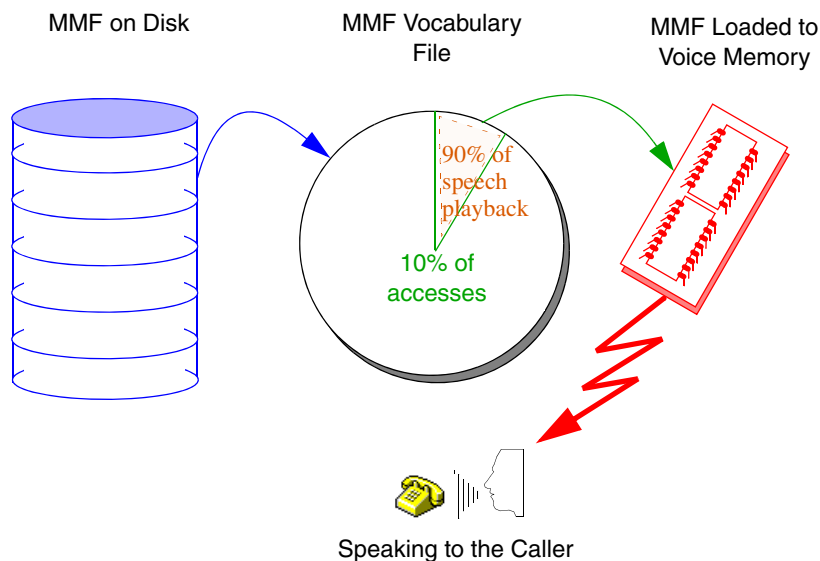 MMF on Disk
MMF Vocabulary
File
MMF Loaded to
Voice Memory
90% of
speech
playback
10% of
accesses
Speaking to the Caller